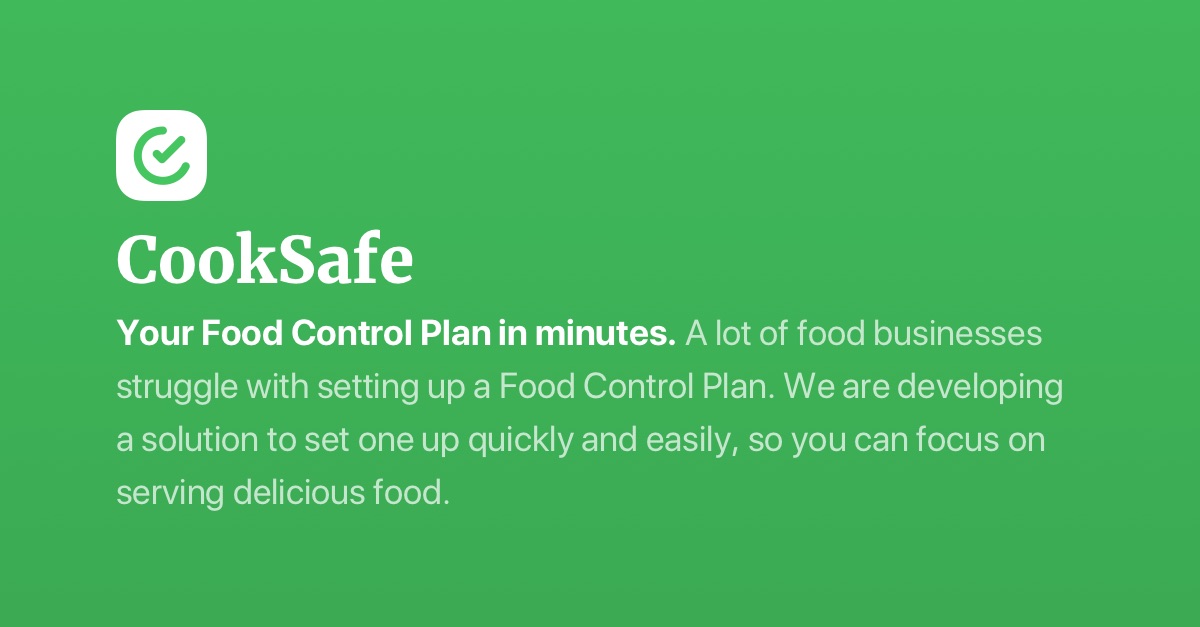 CookSafe
Your Food Control Plan in minutes. A lot of food businesses
struggle with setting up a Food Control Plan. We are developing
a solution to set one up quickly and easily, so you can focus on
serving delicious food.